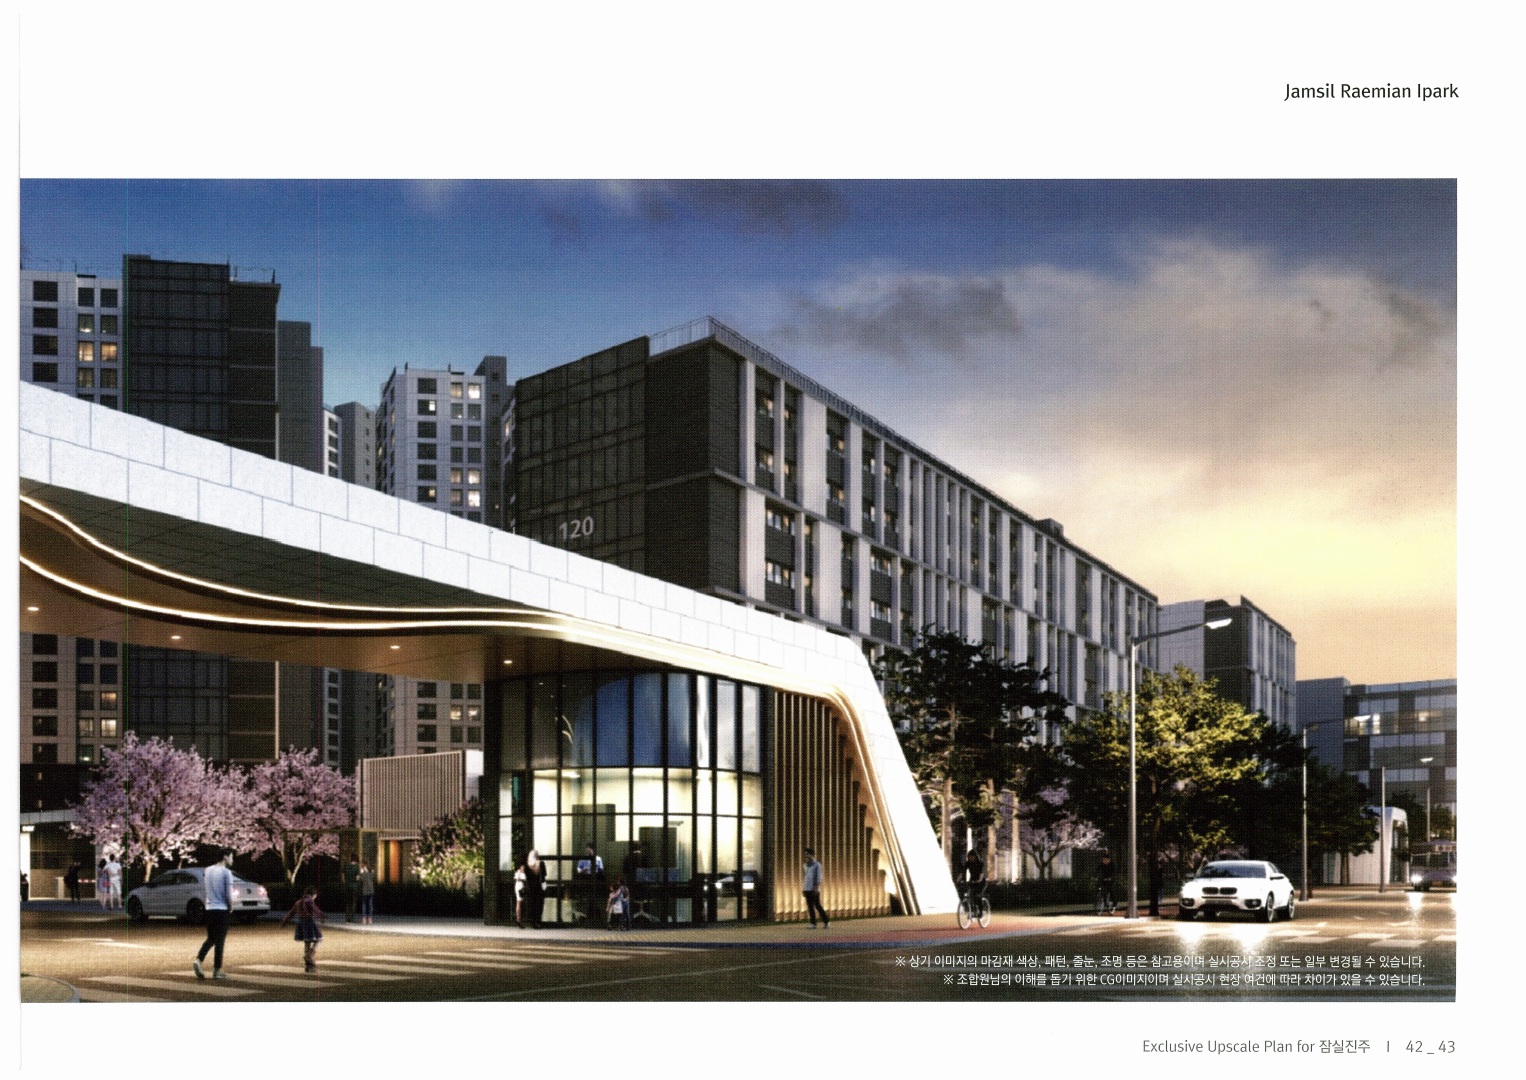 Jamsil Raemian Ipark
120
※ 상기 이미지의 마감재 색상, 패턴, 줄눈, 조명 등은 참고용이며 실시공시 조정 또는 일부 변경될 수 있습니다.
※ 조합원님의 이해를 돕기 위한 CG이미지이며 실시공시 현장 여건에 따라 차이가 있을 수 있습니다.
Exclusive Upscale Plan for 잠실진주 | 42 _ 43